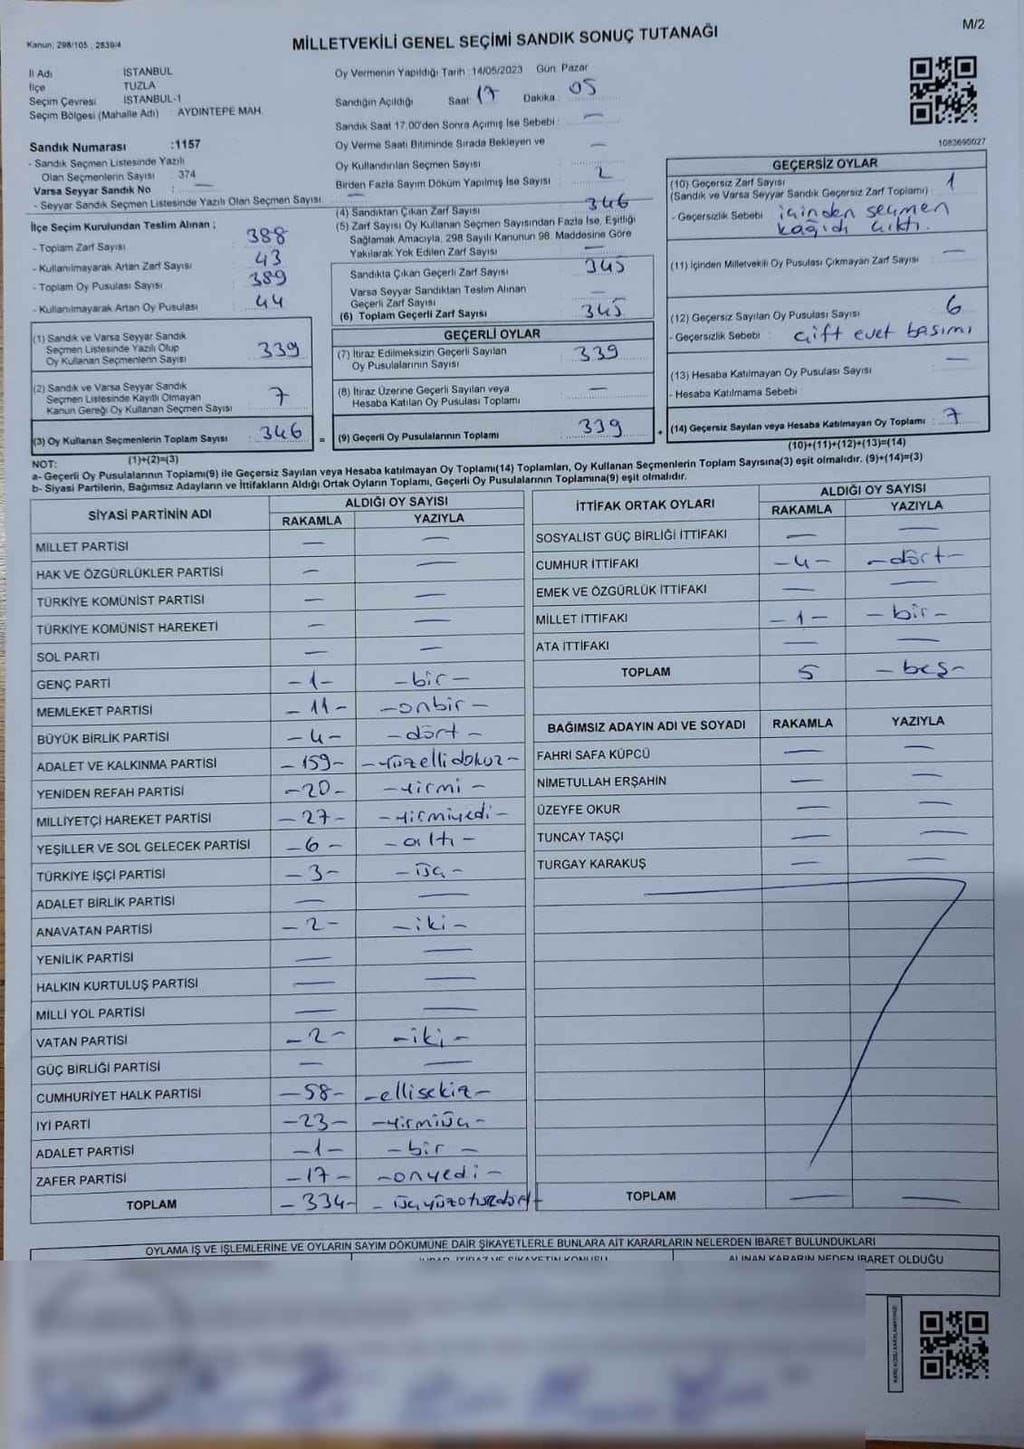 Kanun: 298/105, 2839/4
MİLLETVEKİLİ GENEL SEÇİMİ SANDIK SONUÇ TUTANAĞI
M/2
İl Adı İSTANBUL
İlçe TUZLA
Seçim Çevresi İSTANBUL-1
Seçim Bölgesi (Mahalle Adı) : AYDINTEPE MAH.
Oy Vermenin Yapıldığı Tarih :14/05/2023 Gün: Pazar
Sandığın Açıldığı Saat: 17 Dakika: 05
Sandık Saat 17.00'den Sonra Açılmış İse Sebebi: —
Oy Verme Saati Bitiminde Sırada Bekleyen ve —
Oy Kullandırılan Seçmen Sayısı
Birden Fazla Sayım Döküm Yapılmış İse Sayısı 2
1083690027
Sandık Numarası :1157
- Sandık Seçmen Listesinde Yazılı
Olan Seçmenlerin Sayısı : 374
Varsa Seyyar Sandık No : —
- Seyyar Sandık Seçmen Listesinde Yazılı Olan Seçmen Sayısı: —
İlçe Seçim Kurulundan Teslim Alınan ;
- Toplam Zarf Sayısı 388
- Kullanılmayarak Artan Zarf Sayısı 43
- Toplam Oy Pusulası Sayısı 389
- Kullanılmayarak Artan Oy Pusulası 44
(1) Sandık ve Varsa Seyyar Sandık
Seçmen Listesinde Yazılı Olup
Oy Kullanan Seçmenlerin Sayısı 339
(2) Sandık ve Varsa Seyyar Sandık
Seçmen Listesinde Kayıtlı Olmayan
Kanun Gereği Oy Kullanan Seçmen Sayısı 7
(3) Oy Kullanan Seçmenlerin Toplam Sayısı : 346 =
(1)+(2)=(3)
(4) Sandıktan Çıkan Zarf Sayısı 346
(5) Zarf Sayısı Oy Kullanan Seçmen Sayısından Fazla İse, Eşitliği
Sağlamak Amacıyla, 298 Sayılı Kanunun 98. Maddesine Göre
Yakılarak Yok Edilen Zarf Sayısı —
Sandıkta Çıkan Geçerli Zarf Sayısı 345
Varsa Seyyar Sandıktan Teslim Alınan
Geçerli Zarf Sayısı —
(6) Toplam Geçerli Zarf Sayısı 345
GEÇERLİ OYLAR
(7) İtiraz Edilmeksizin Geçerli Sayılan
Oy Pusulalarının Sayısı 339
(8) İtiraz Üzerine Geçerli Sayılan veya
Hesaba Katılan Oy Pusulası Toplamı —
(9) Geçerli Oy Pusulalarının Toplamı 339 +
GEÇERSİZ OYLAR
(10) Geçersiz Zarf Sayısı 1
(Sandık ve Varsa Seyyar Sandık Geçersiz Zarf Toplamı)
- Geçersizlik Sebebi : içinden seçmen
kağıdı çıktı.
(11) İçinden Milletvekili Oy Pusulası Çıkmayan Zarf Sayısı —
(12) Geçersiz Sayılan Oy Pusulası Sayısı 6
- Geçersizlik Sebebi : çift evet basımı
(13) Hesaba Katılmayan Oy Pusulası Sayısı —
- Hesaba Katılmama Sebebi
(14) Geçersiz Sayılan veya Hesaba Katılmayan Oy Toplamı : 7
(10)+(11)+(12)+(13)=(14)
NOT:
a- Geçerli Oy Pusulalarının Toplamı(9) ile Geçersiz Sayılan veya Hesaba katılmayan Oy Toplamı(14) Toplamları, Oy Kullanan Seçmenlerin Toplam Sayısına(3) eşit olmalıdır. (9)+(14)=(3)
b- Siyasi Partilerin, Bağımsız Adayların ve İttifakların Aldığı Ortak Oyların Toplamı, Geçerli Oy Pusulalarının Toplamına(9) eşit olmalıdır.
SİYASİ PARTİNİN ADI ALDIĞI OY SAYISI
RAKAMLA YAZIYLA
MİLLET PARTİSİ — —
HAK VE ÖZGÜRLÜKLER PARTİSİ — —
TÜRKİYE KOMÜNİST PARTİSİ — —
TÜRKİYE KOMÜNİST HAREKETİ — —
SOL PARTİ — —
GENÇ PARTİ -1- -bir-
MEMLEKET PARTİSİ -11- -onbir-
BÜYÜK BİRLİK PARTİSİ -4- -dört-
ADALET VE KALKINMA PARTİSİ -159- -yüzellidokuz-
YENİDEN REFAH PARTİSİ -20- -yirmi-
MİLLİYETÇİ HAREKET PARTİSİ -27- -yirmiyedi-
YEŞİLLER VE SOL GELECEK PARTİSİ -6- -altı-
TÜRKİYE İŞÇİ PARTİSİ -3- -üç-
ADALET BİRLİK PARTİSİ — —
ANAVATAN PARTİSİ -2- -iki-
YENİLİK PARTİSİ — —
HALKIN KURTULUŞ PARTİSİ — —
MİLLİ YOL PARTİSİ — —
VATAN PARTİSİ -2- -iki-
GÜÇ BİRLİĞİ PARTİSİ — —
CUMHURİYET HALK PARTİSİ -58- -ellisekiz-
İYİ PARTİ -23- -yirmiüç-
ADALET PARTİSİ -1- -bir-
ZAFER PARTİSİ -17- -onyedi-
TOPLAM -334- -üçyüzotuzdört-
İTTİFAK ORTAK OYLARI ALDIĞI OY SAYISI
RAKAMLA YAZIYLA
SOSYALİST GÜÇ BİRLİĞİ İTTİFAKI — —
CUMHUR İTTİFAKI -4- -dört-
EMEK VE ÖZGÜRLÜK İTTİFAKI — —
MİLLET İTTİFAKI -1- -bir-
ATA İTTİFAKI — —
TOPLAM 5 -beş-
BAĞIMSIZ ADAYIN ADI VE SOYADI RAKAMLA YAZIYLA
FAHRİ SAFA KÜPCÜ — —
NİMETULLAH ERŞAHİN — —
ÜZEYFE OKUR — —
TUNCAY TAŞÇI — —
TURGAY KARAKUŞ — —
TOPLAM — —
OYLAMA İŞ VE İŞLEMLERİNE VE OYLARIN SAYIM DÖKÜMÜNE DAİR ŞİKAYETLERLE BUNLARA AİT KARARLARIN NELERDEN İBARET BULUNDUKLARI
ALINAN KARARIN NEDEN İBARET OLDUĞU